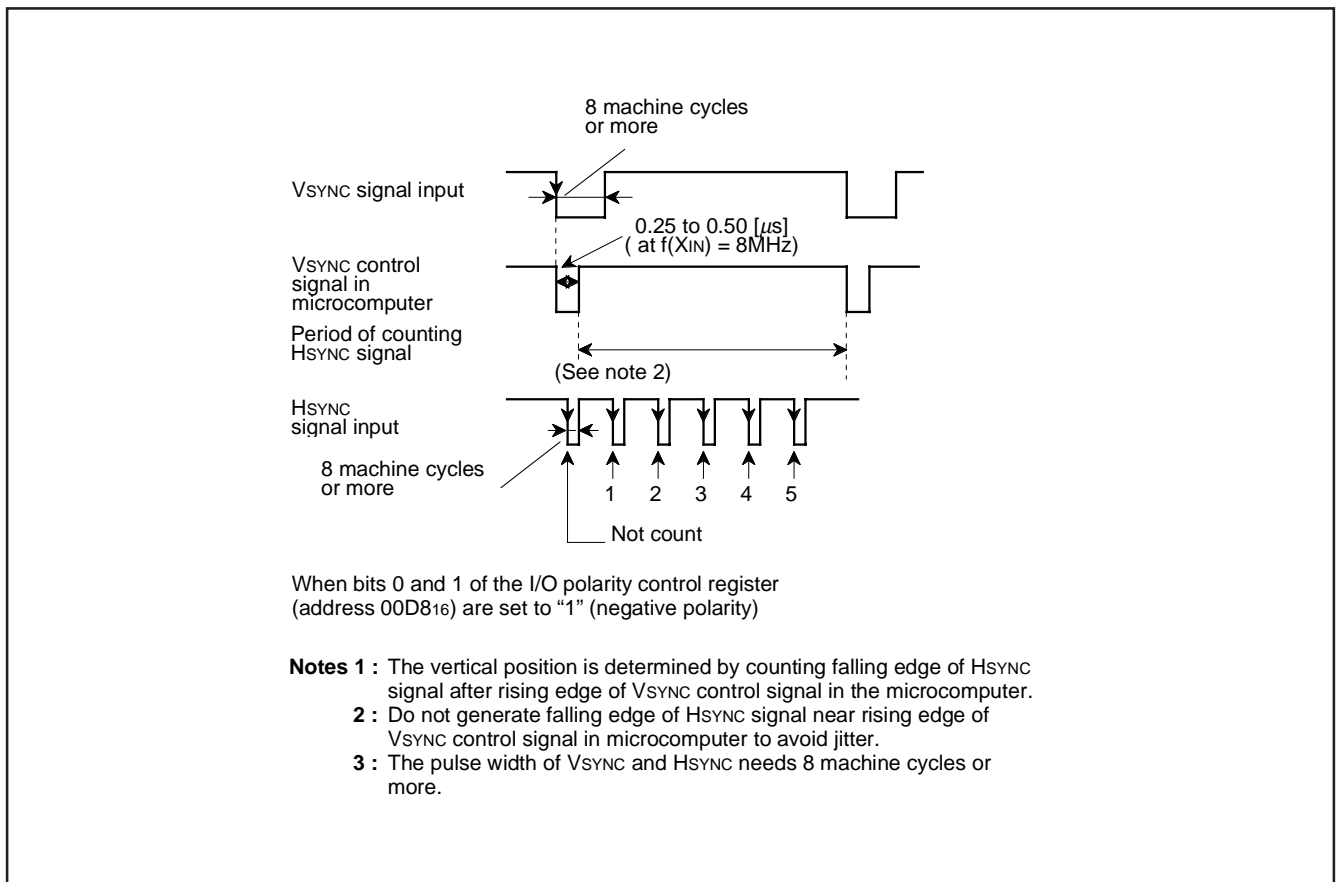 8 machine cycles
or more
VSYNC signal input
0.25 to 0.50 [μs]
( at f(XIN) = 8MHz)
VSYNC control
signal in
microcomputer
Period of counting
HSYNC signal
(See note 2)
HSYNC
signal input
8 machine cycles
or more
1 2 3 4 5
Not count
When bits 0 and 1 of the I/O polarity control register
(address 00D816) are set to “1” (negative polarity)
Notes 1 : The vertical position is determined by counting falling edge of HSYNC
signal after rising edge of VSYNC control signal in the microcomputer.
2 : Do not generate falling edge of HSYNC signal near rising edge of
VSYNC control signal in microcomputer to avoid jitter.
3 : The pulse width of VSYNC and HSYNC needs 8 machine cycles or
more.